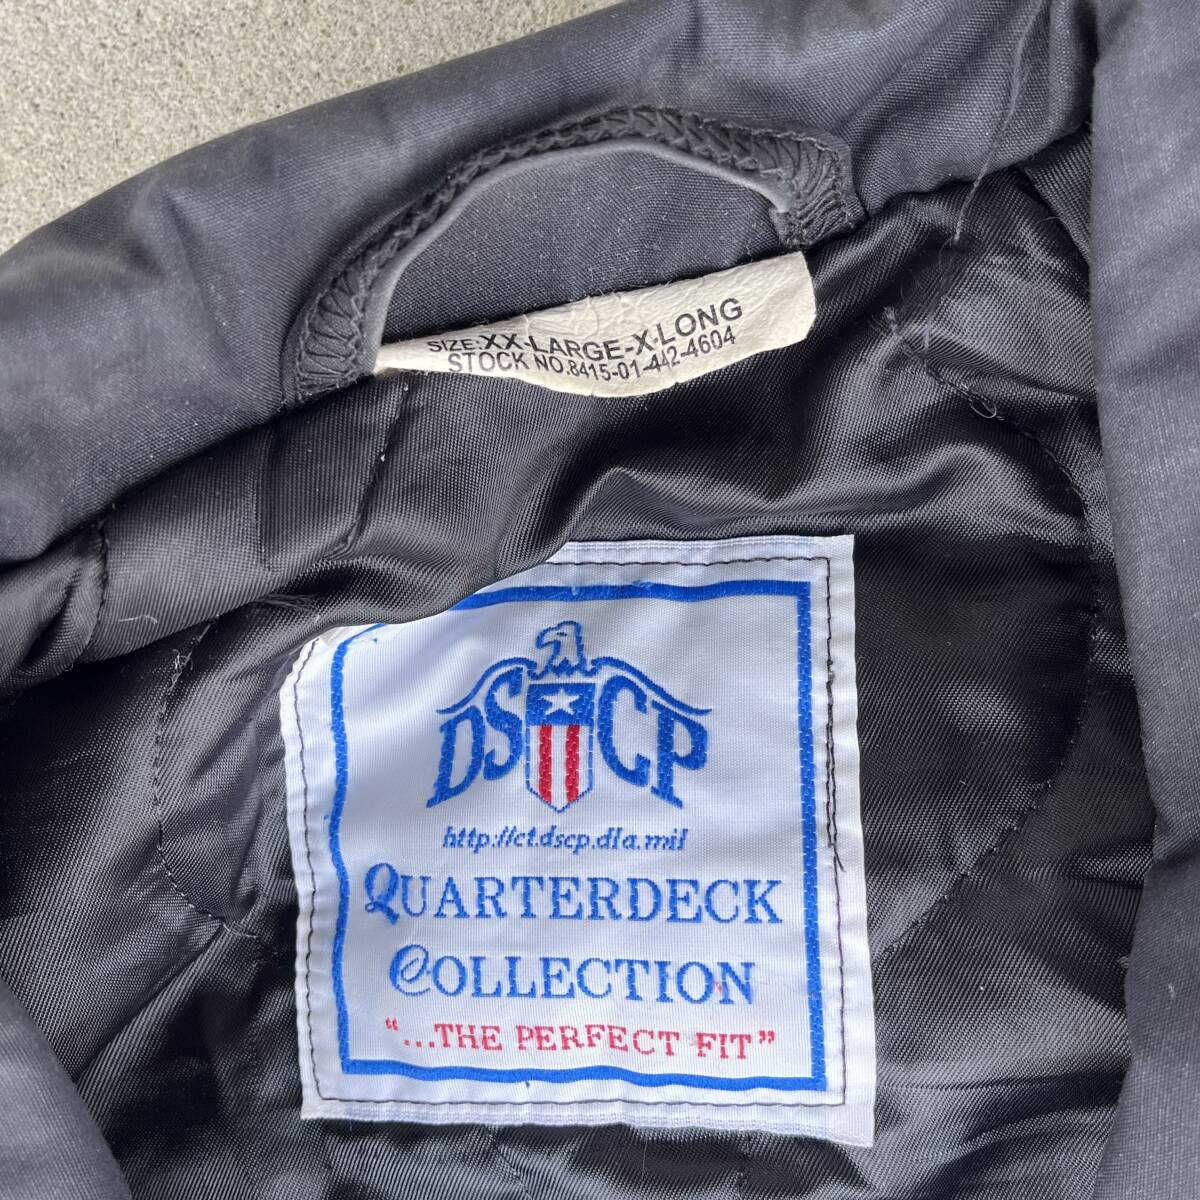 SIZE:XX-LARGE-X-LONG
STOCK NO.8415-01-442-4604
DSCP
http://ct.dscp.dla.mil
QUARTERDECK
COLLECTION
"...THE PERFECT FIT"